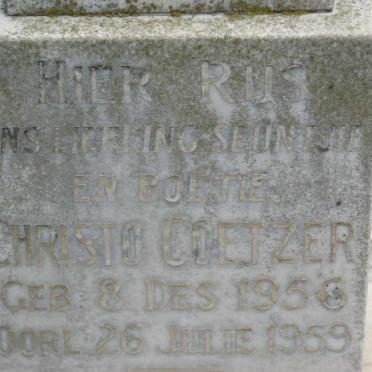 HIER RUS
ONS LIEFLING SEUNTJIE
EN BOETIE
CHRISTO COETZER
GEB 8 DES 1956
OORL 26 JULIE 1959